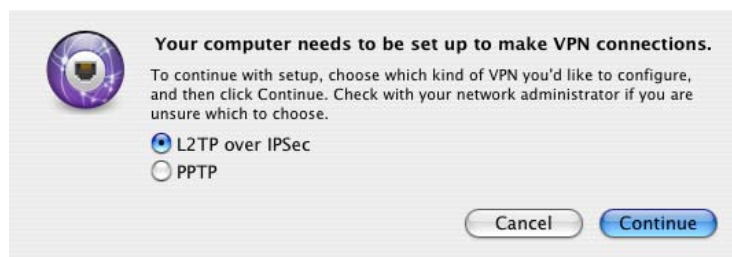 Your computer needs to be set up to make VPN connections.
To continue with setup, choose which kind of VPN you'd like to configure,
and then click Continue. Check with your network administrator if you are
unsure which to choose.
L2TP over IPSec
PPTP
Cancel
Continue